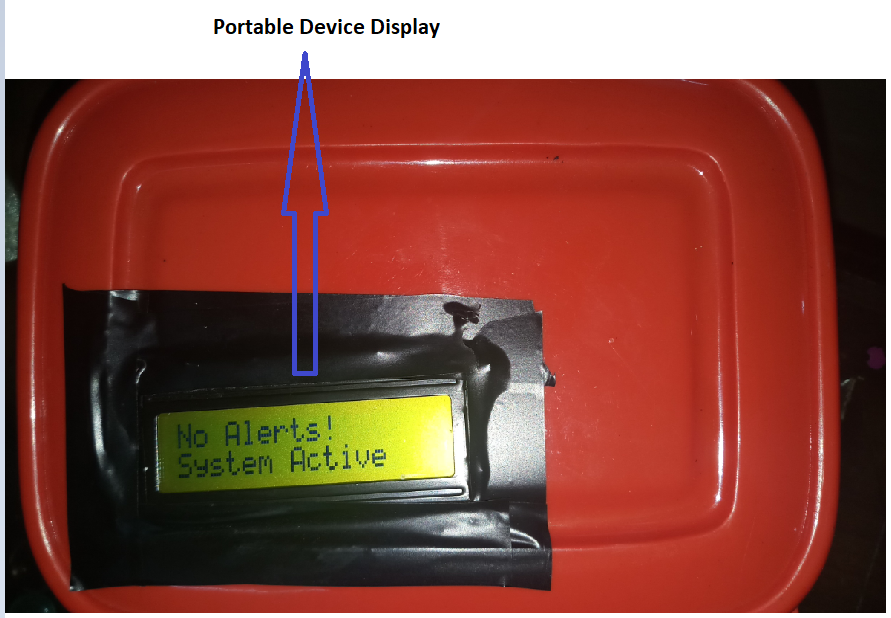 Portable Device Display
No Alerts!
System Active